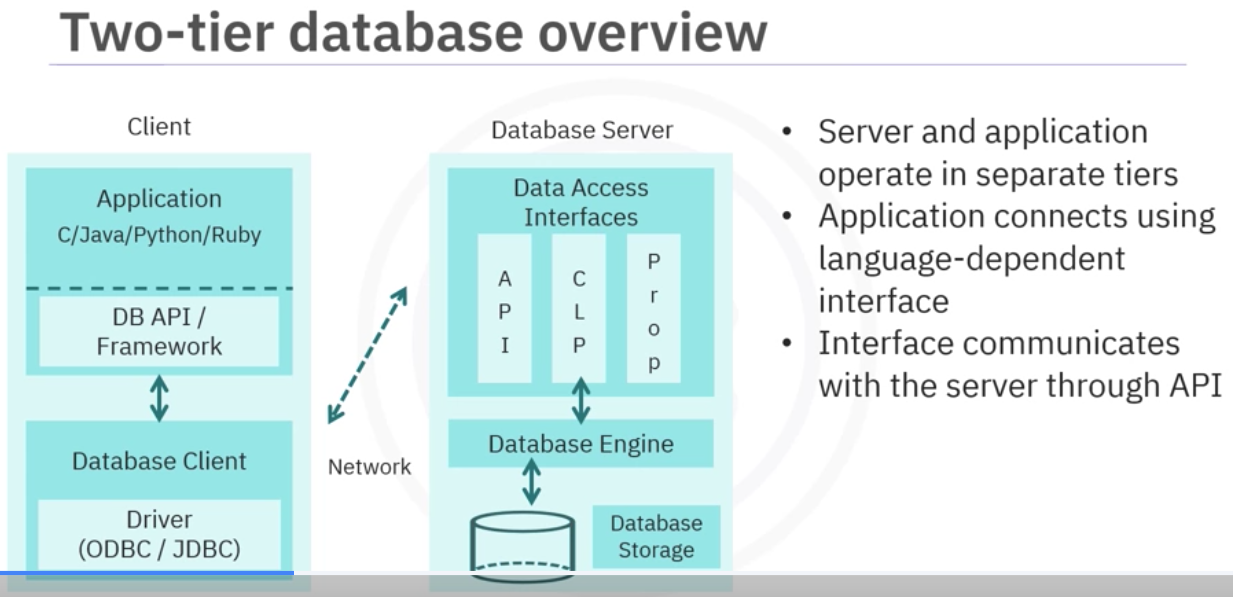 Two-tier database overview
Client
Application
C/Java/Python/Ruby
DB API /
Framework
Database Client
Driver
(ODBC / JDBC)
Network
Database Server
Data Access
Interfaces
API
CLP
Prop
Database Engine
Database
Storage
• Server and application
operate in separate tiers
• Application connects using
language-dependent
interface
• Interface communicates
with the server through API